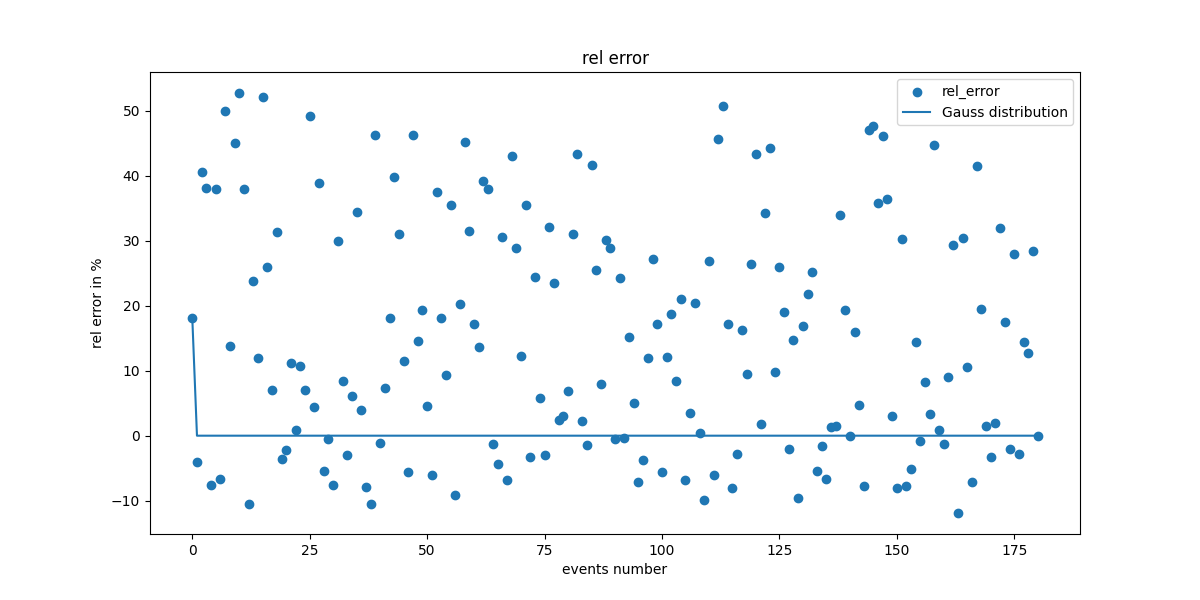 rel error
rel_error
Gauss distribution
rel error in %
50
40
30
20
10
0
−10
0 25 50 75 100 125 150 175
events number